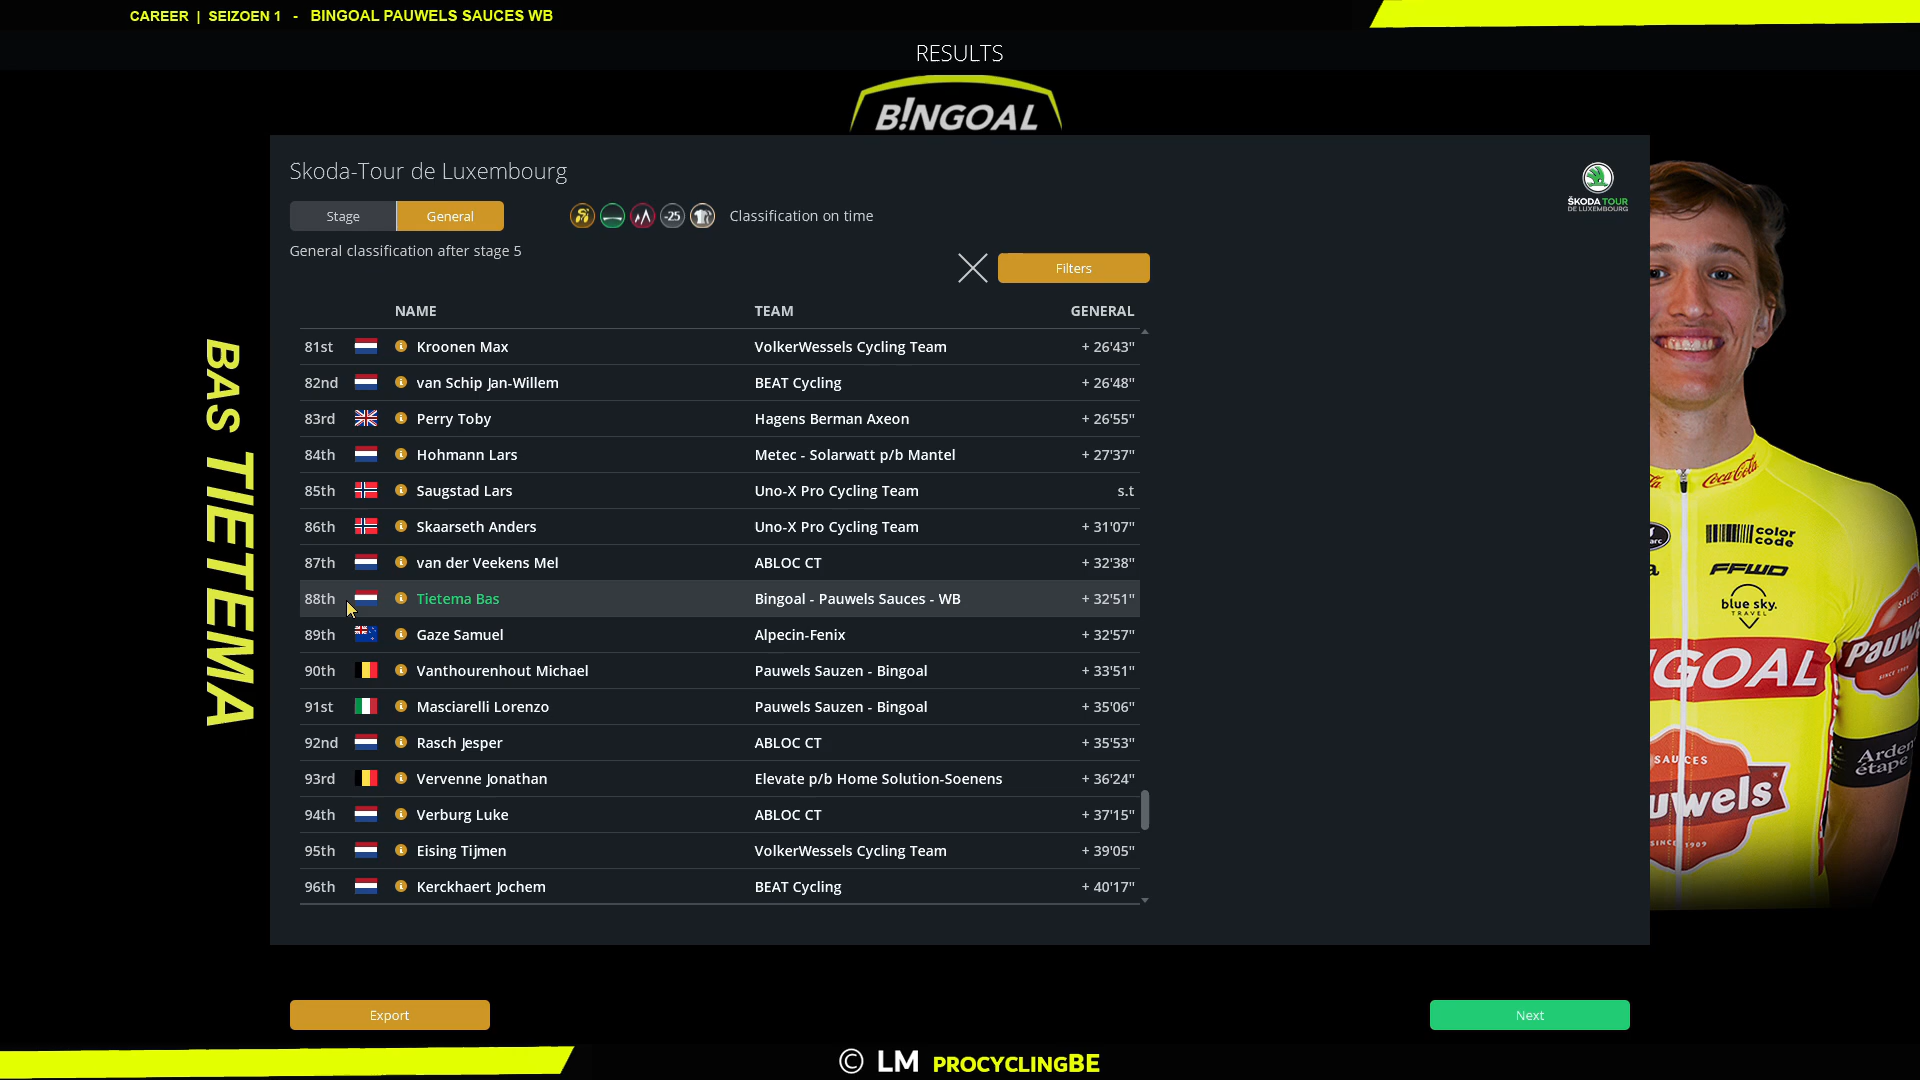 CAREER | SEIZOEN 1 - BINGOAL PAUWELS SAUCES WB
RESULTS
B!NGOAL
Skoda-Tour de Luxembourg
ŠKODA TOUR
DE LUXEMBOURG
Stage General -25 Classification on time
General classification after stage 5
Filters
NAME TEAM GENERAL
81st Kroonen Max VolkerWessels Cycling Team + 26'43''
82nd van Schip Jan-Willem BEAT Cycling + 26'48''
83rd Perry Toby Hagens Berman Axeon + 26'55''
84th Hohmann Lars Metec - Solarwatt p/b Mantel + 27'37''
85th Saugstad Lars Uno-X Pro Cycling Team s.t
86th Skaarseth Anders Uno-X Pro Cycling Team + 31'07''
87th van der Veekens Mel ABLOC CT + 32'38''
88th Tietema Bas Bingoal - Pauwels Sauces - WB + 32'51''
89th Gaze Samuel Alpecin-Fenix + 32'57''
90th Vanthourenhout Michael Pauwels Sauzen - Bingoal + 33'51''
91st Masciarelli Lorenzo Pauwels Sauzen - Bingoal + 35'06''
92nd Rasch Jesper ABLOC CT + 35'53''
93rd Vervenne Jonathan Elevate p/b Home Solution-Soenens + 36'24''
94th Verburg Luke ABLOC CT + 37'15''
95th Eising Tijmen VolkerWessels Cycling Team + 39'05''
96th Kerckhaert Jochem BEAT Cycling + 40'17''
BAS TIETEMA
Coca-Cola
color
code
FFWD
blue sky.
TRAVEL
NGOAL
Pauw
SINCE 1909
SAUCES
uwels
SINCE 1909
Arden
étape
Export
Next
© LM PROCYCLINGBE